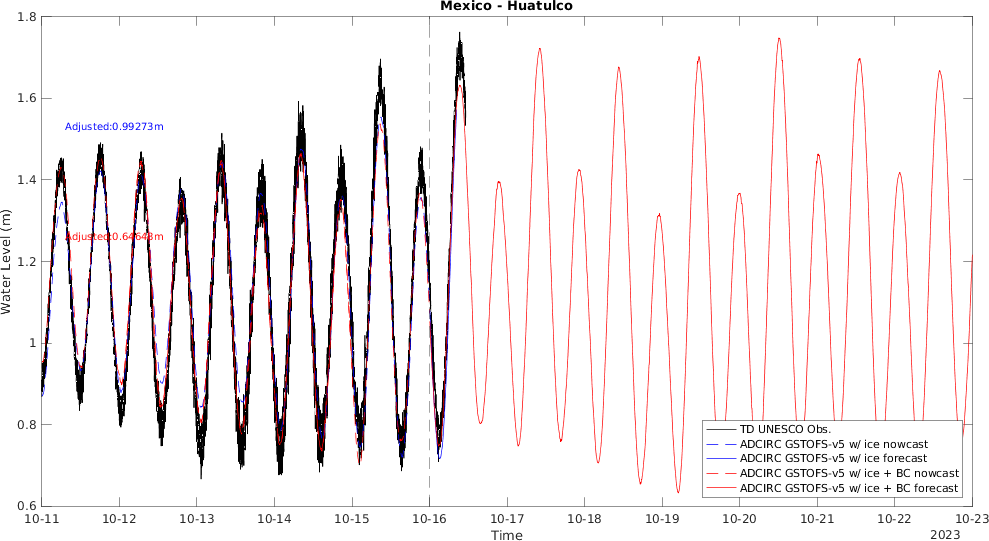 Mexico - Huatulco
1.8
1.6
1.4
1.2
1
0.8
0.6
Water Level (m)
Adjusted:0.99273m
Adjusted:0.64643m
TD UNESCO Obs.
ADCIRC GSTOFS-v5 w/ ice nowcast
ADCIRC GSTOFS-v5 w/ ice forecast
ADCIRC GSTOFS-v5 w/ ice + BC nowcast
ADCIRC GSTOFS-v5 w/ ice + BC forecast
10-11 10-12 10-13 10-14 10-15 10-16 10-17 10-18 10-19 10-20 10-21 10-22 10-23
Time
2023